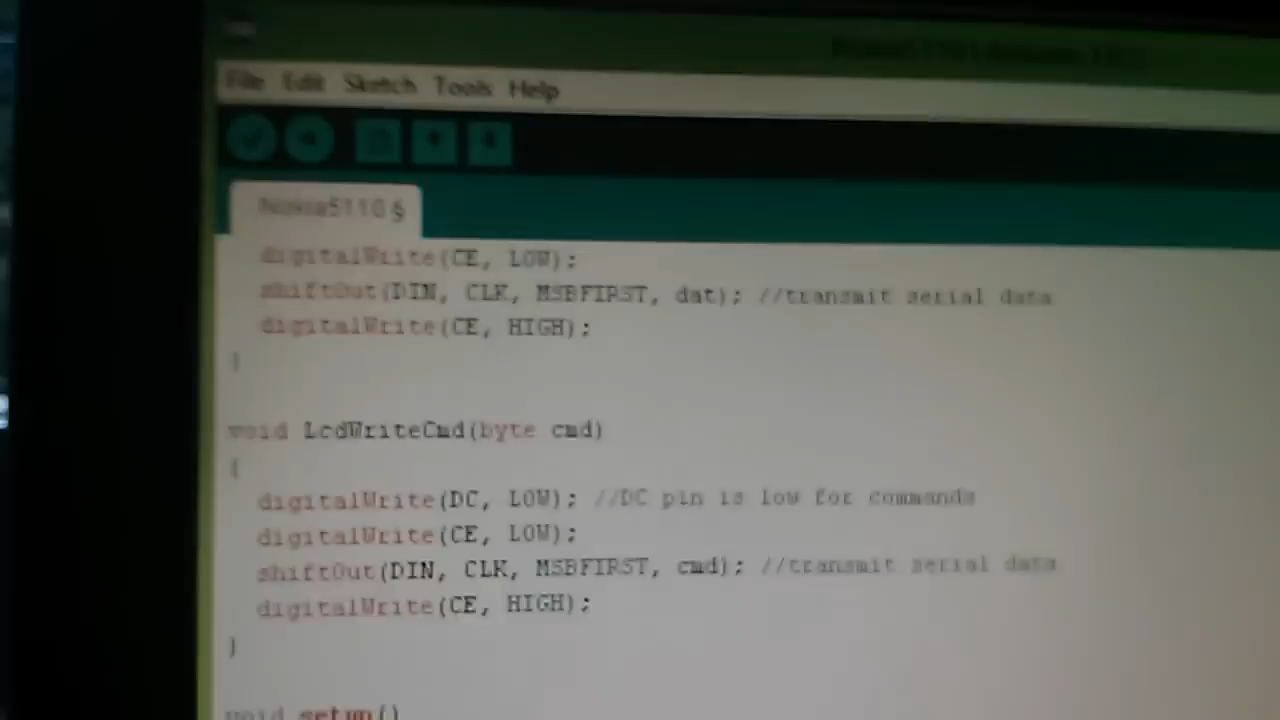 File Edit Sketch Tools Help
Nokia5110 §
digitalWrite(CE, LOW);
shiftOut(DIN, CLK, MSBFIRST, dat); //transmit serial data
digitalWrite(CE, HIGH);
}
void LcdWriteCmd(byte cmd)
{
digitalWrite(DC, LOW); //DC pin is low for commands
digitalWrite(CE, LOW);
shiftOut(DIN, CLK, MSBFIRST, cmd); //transmit serial data
digitalWrite(CE, HIGH);
}
void setup()